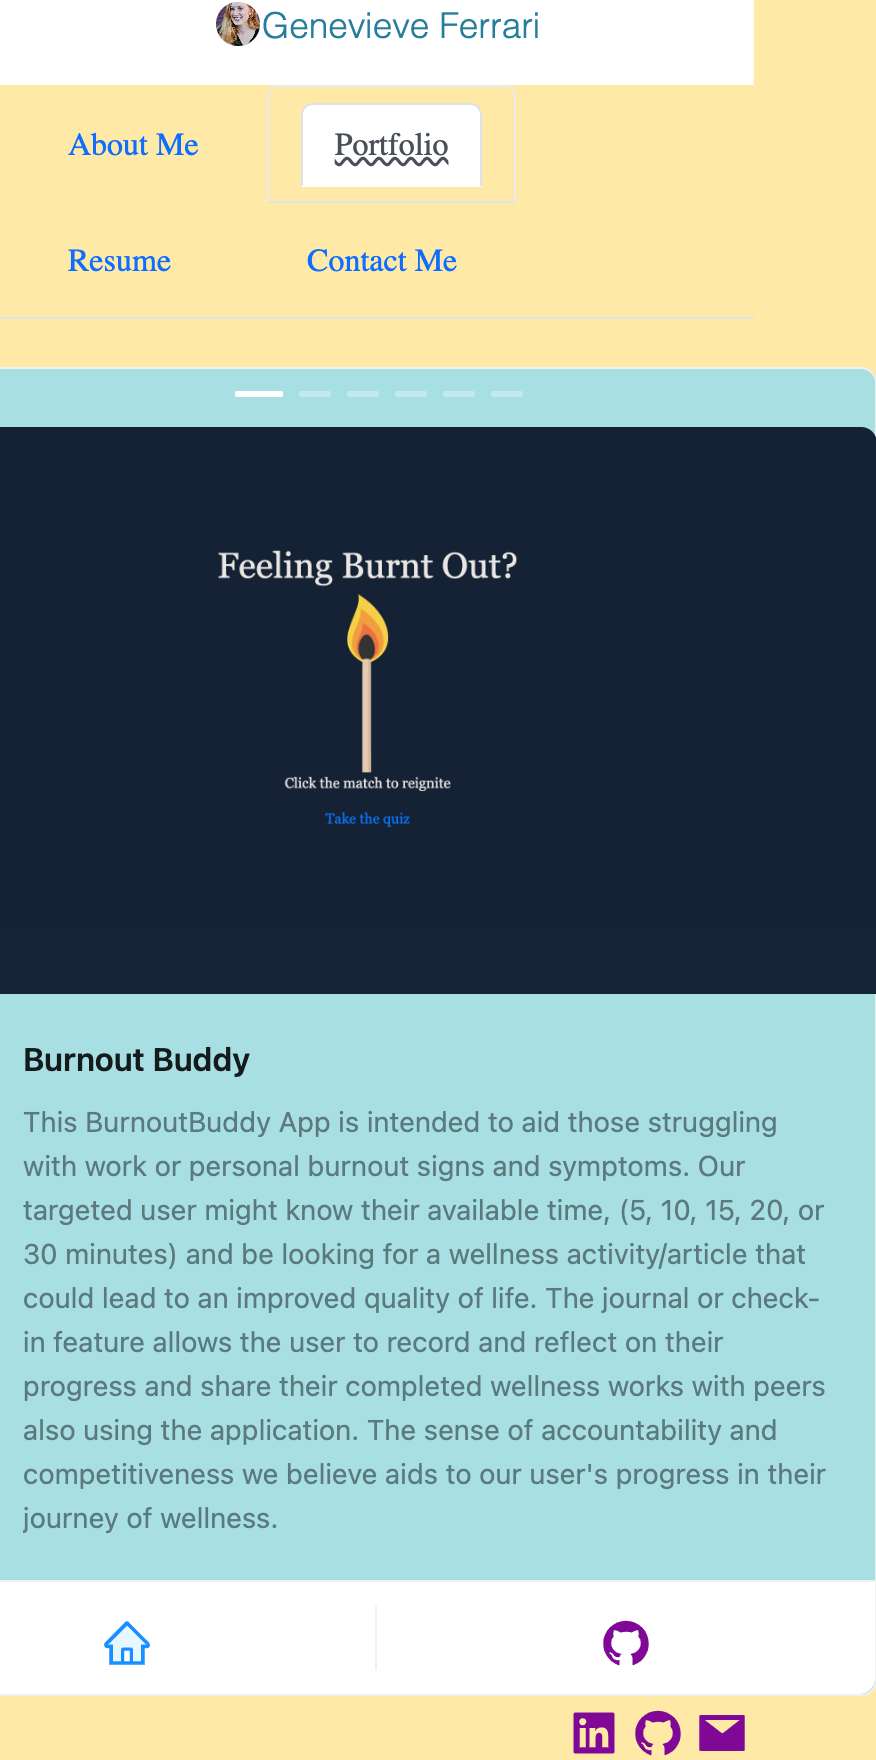 Genevieve Ferrari
About Me
Portfolio
Resume
Contact Me
Feeling Burnt Out?
Click the match to reignite
Take the quiz
Burnout Buddy
This BurnoutBuddy App is intended to aid those struggling
with work or personal burnout signs and symptoms. Our
targeted user might know their available time, (5, 10, 15, 20, or
30 minutes) and be looking for a wellness activity/article that
could lead to an improved quality of life. The journal or check-
in feature allows the user to record and reflect on their
progress and share their completed wellness works with peers
also using the application. The sense of accountability and
competitiveness we believe aids to our user's progress in their
journey of wellness.
in